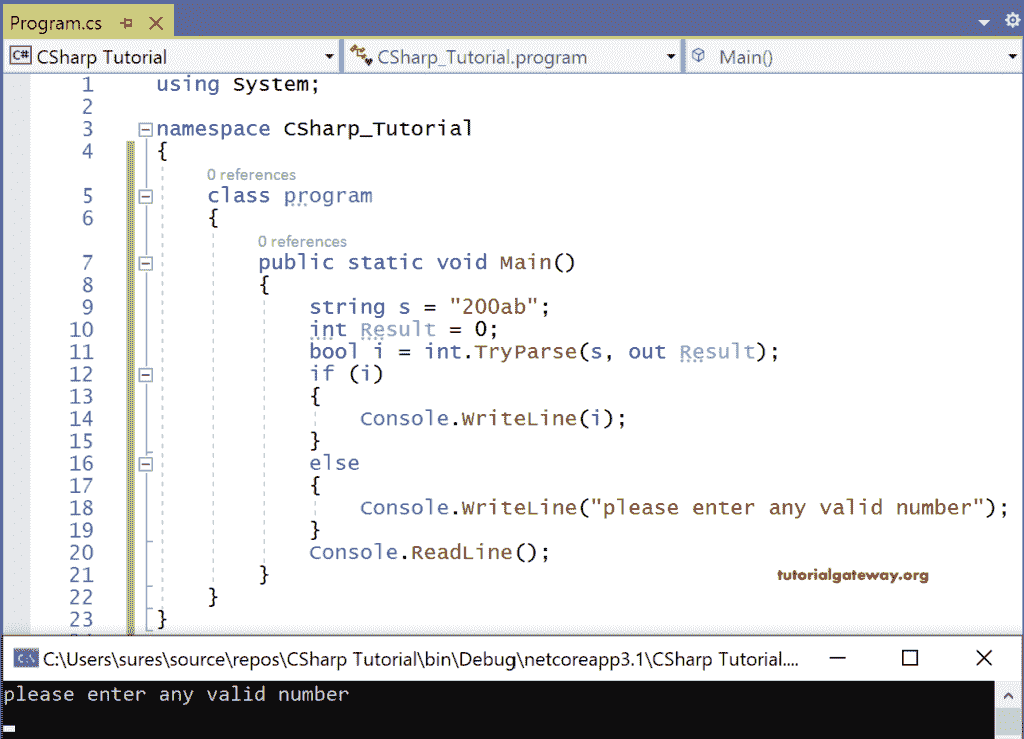 Program.cs
C# CSharp Tutorial CSharp_Tutorial.program Main()
1 using System;
2
3 namespace CSharp_Tutorial
4 {
0 references
5 class program
6 {
0 references
7 public static void Main()
8 {
9 string s = "200ab";
10 int Result = 0;
11 bool i = int.TryParse(s, out Result);
12 if (i)
13 {
14 Console.WriteLine(i);
15 }
16 else
17 {
18 Console.WriteLine("please enter any valid number");
19 }
20 Console.ReadLine();
21 }
tutorialgateway.org
22 }
23 }
C:\Users\sures\source\repos\CSharp Tutorial\bin\Debug\netcoreapp3.1\CSharp Tutorial....
please enter any valid number